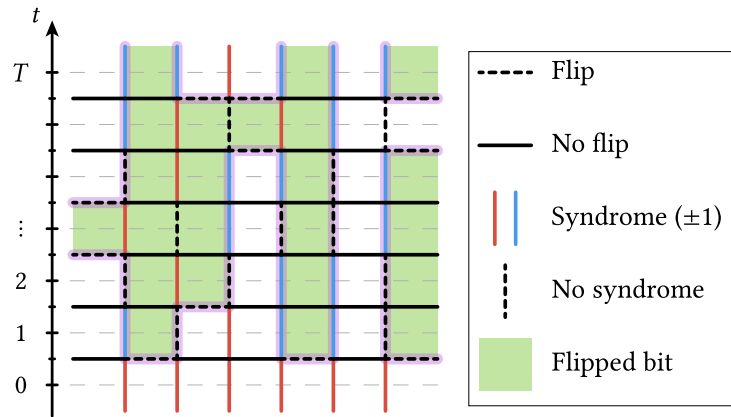 t
T
⋮
2
1
0
Flip
No flip
Syndrome (±1)
No syndrome
Flipped bit